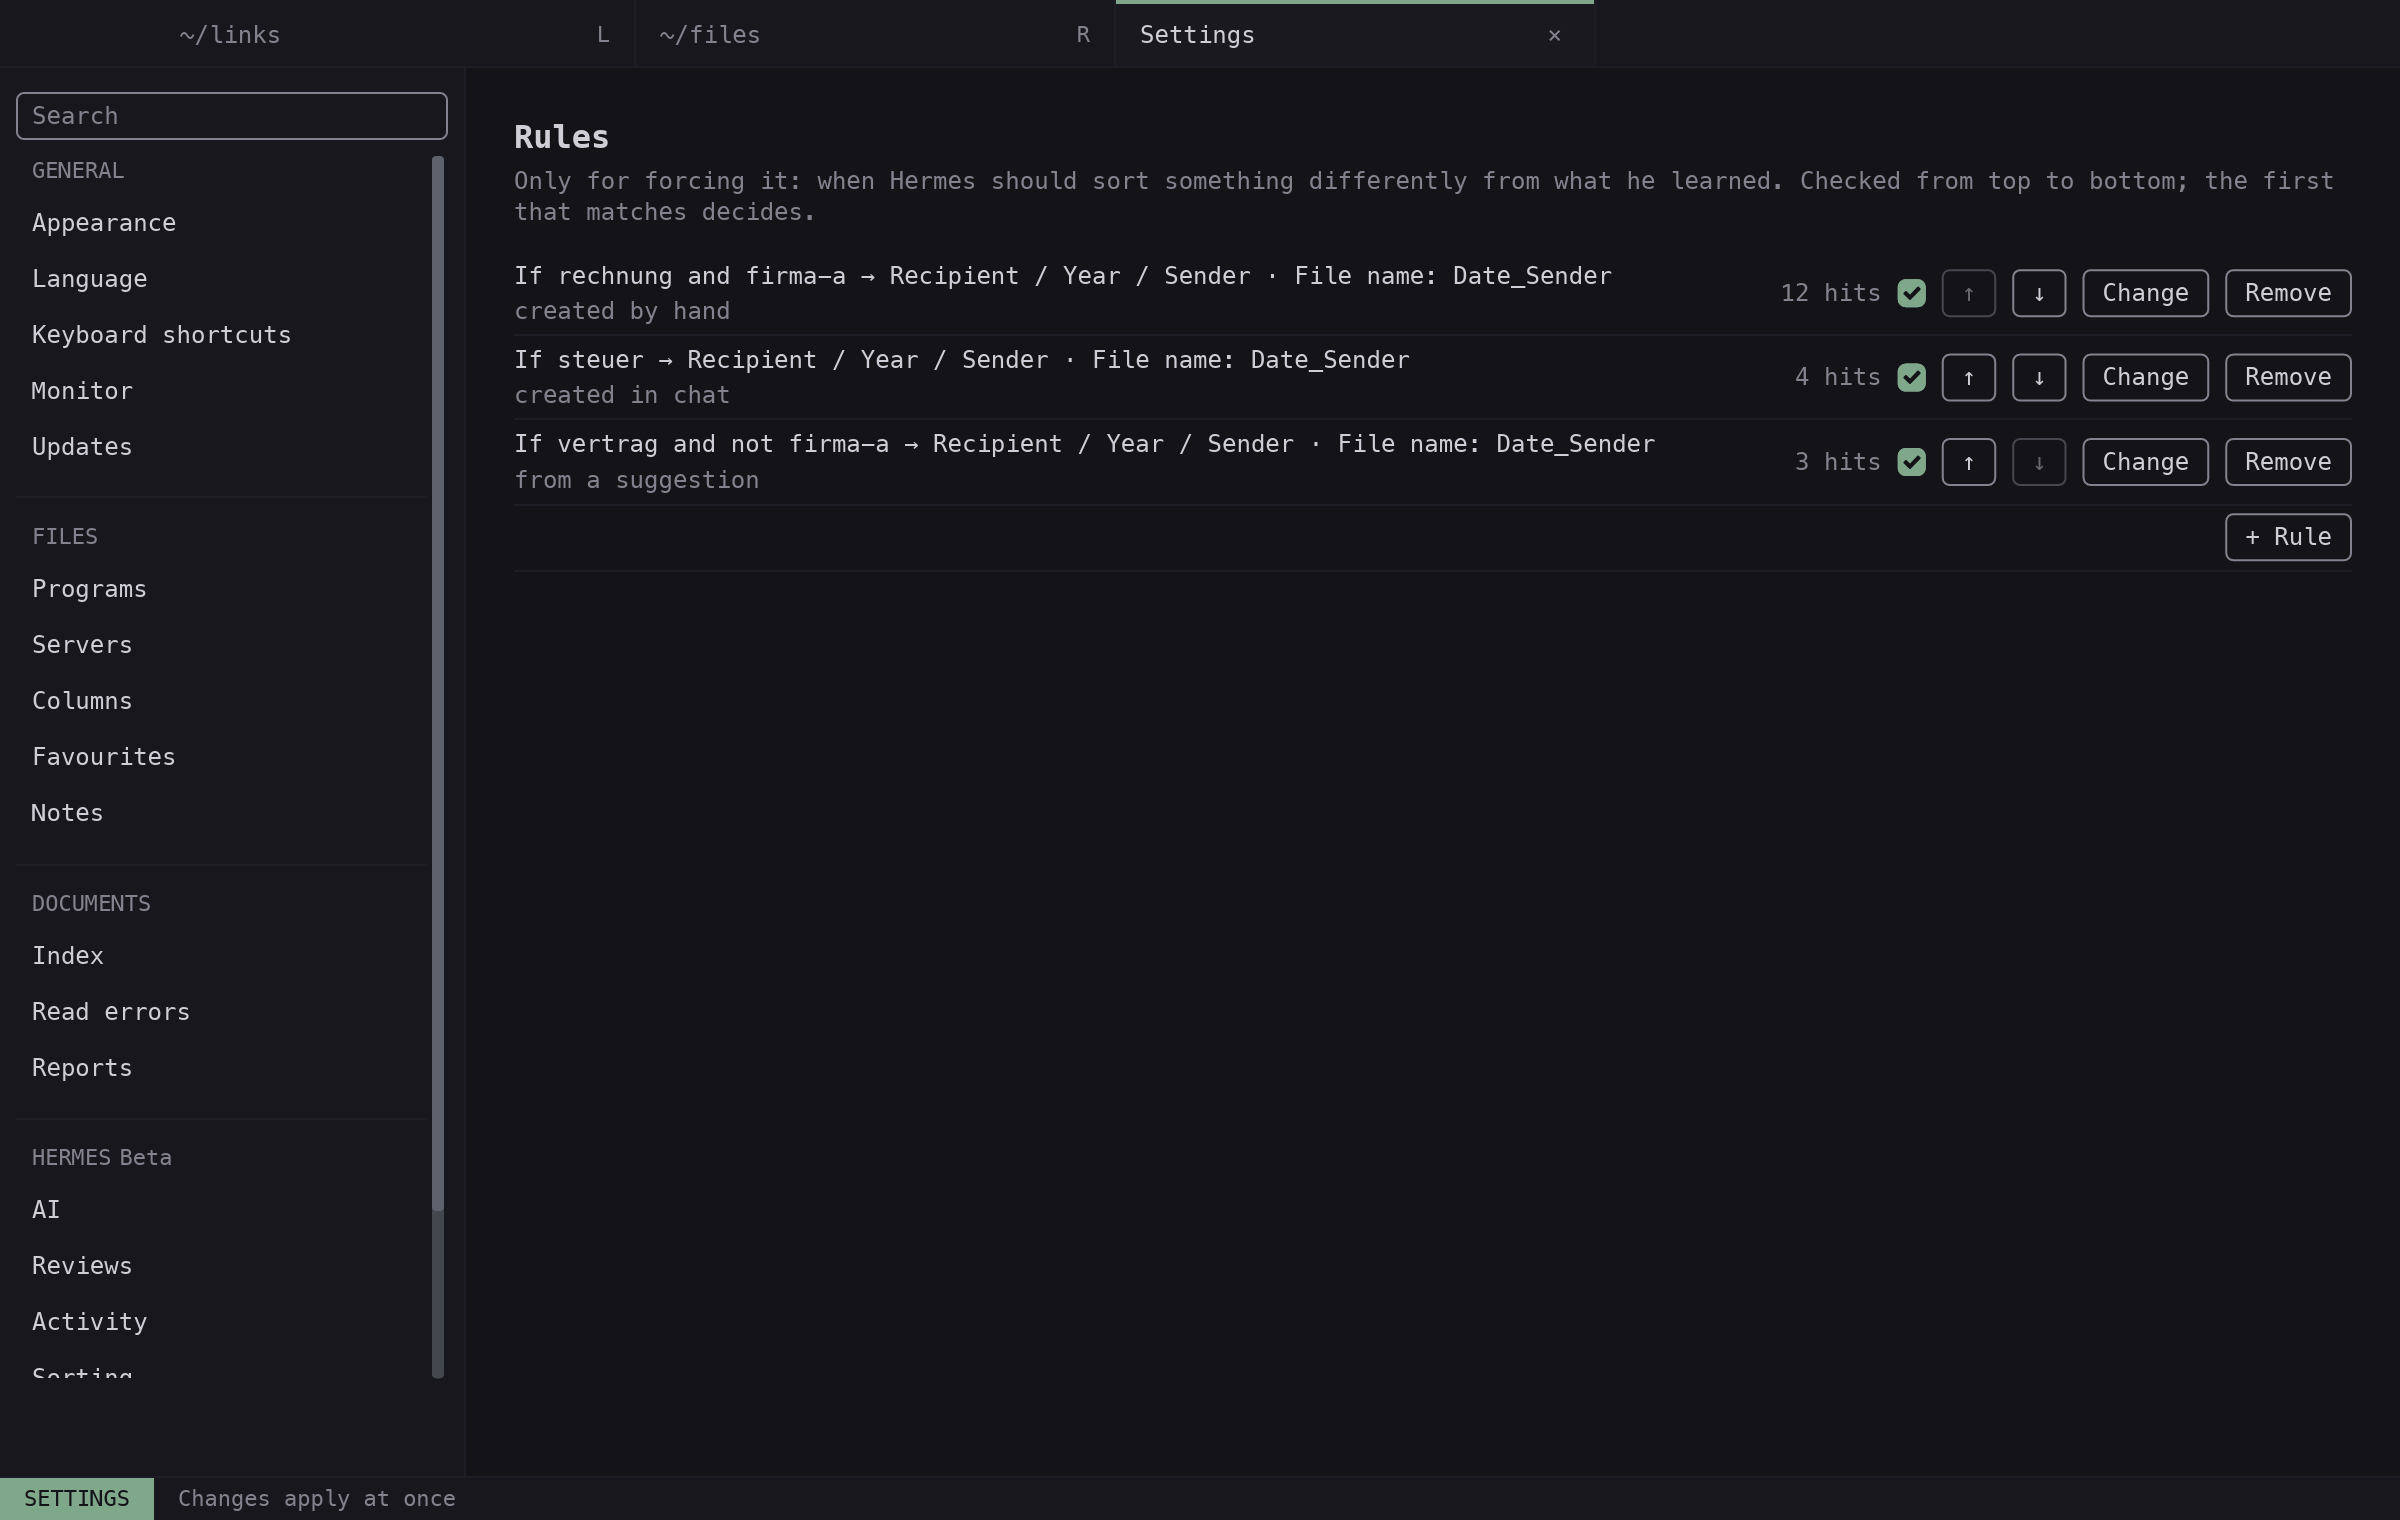 ~/links L ~/files R Settings ×
Search
GENERAL
Appearance
Language
Keyboard shortcuts
Monitor
Updates
FILES
Programs
Servers
Columns
Favourites
Notes
DOCUMENTS
Index
Read errors
Reports
HERMES Beta
AI
Reviews
Activity
Sorting
Rules
Only for forcing it: when Hermes should sort something differently from what he learned. Checked from top to bottom; the first
that matches decides.
If rechnung and firma-a → Recipient / Year / Sender · File name: Date_Sender
created by hand
12 hits ↑ ↓ Change Remove
If steuer → Recipient / Year / Sender · File name: Date_Sender
created in chat
4 hits ↑ ↓ Change Remove
If vertrag and not firma-a → Recipient / Year / Sender · File name: Date_Sender
from a suggestion
3 hits ↑ ↓ Change Remove
+ Rule
SETTINGS Changes apply at once